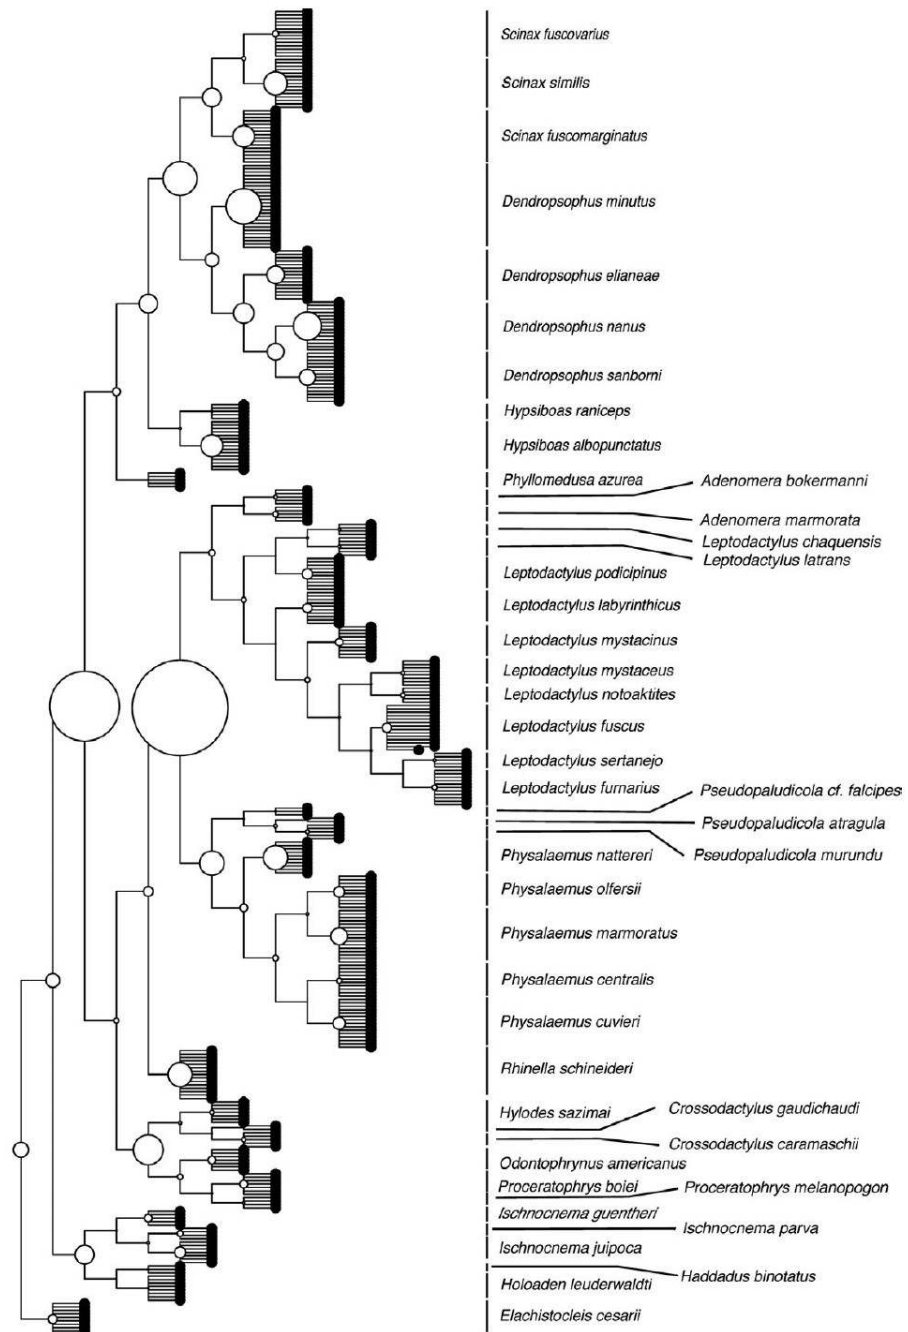 Scinax fuscovarius
Scinax similis
Scinax fuscomarginatus
Dendropsophus minutus
Dendropsophus elianeae
Dendropsophus nanus
Dendropsophus sanborni
Hypsiboas raniceps
Hypsiboas albopunctatus
Phyllomedusa azurea
Adenomera bokermanni
Adenomera marmorata
Leptodactylus chaquensis
Leptodactylus latrans
Leptodactylus podicipinus
Leptodactylus labyrinthicus
Leptodactylus mystacinus
Leptodactylus mystaceus
Leptodactylus notoaktites
Leptodactylus fuscus
Leptodactylus sertanejo
Leptodactylus furnarius
Pseudopaludicola cf. falcipes
Pseudopaludicola atragula
Pseudopaludicola murundu
Physalaemus nattereri
Physalaemus olfersii
Physalaemus marmoratus
Physalaemus centralis
Physalaemus cuvieri
Rhinella schineideri
Hylodes sazimai
Crossodactylus gaudichaudi
Crossodactylus caramaschii
Odontophrynus americanus
Proceratophrys boiei
Proceratophrys melanopogon
Ischnocnema guentheri
Ischnocnema parva
Ischnocnema juipoca
Haddadus binotatus
Holoaden leuderwaldti
Elachistocleis cesarii